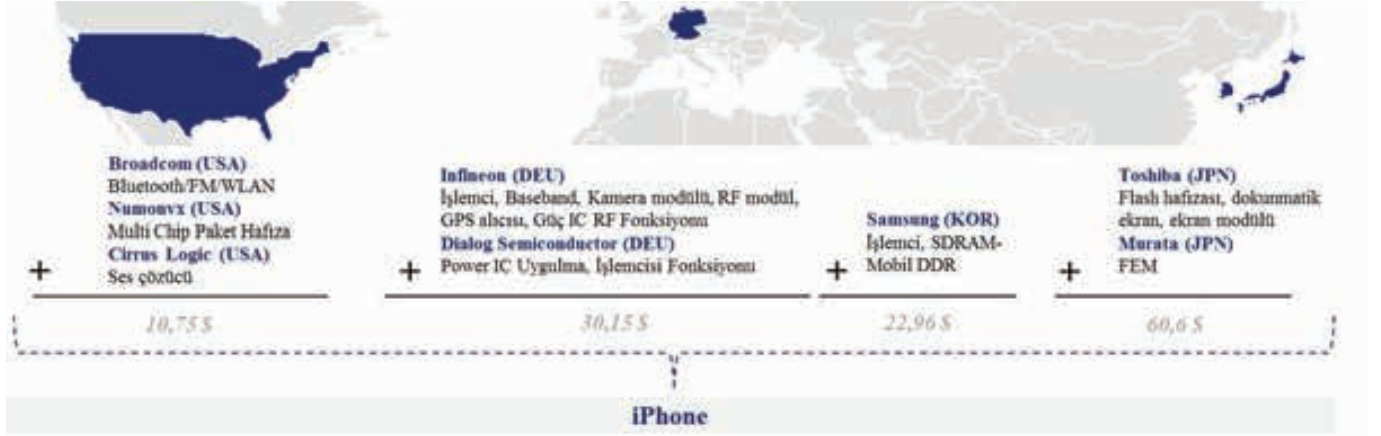 Broadcom (USA)
Bluetooth/FM/WLAN
Numonvx (USA)
Multi Chip Paket Hafıza
Cirrus Logic (USA)
Ses çözücü
+
10,75 $
Infineon (DEU)
İşlemci, Baseband, Kamera modülü, RF modül,
GPS alıcısı, Güç IC RF Fonksiyonu
Dialog Semiconductor (DEU)
Power IC Uygulma, İşlemcisi Fonksiyonu
+
30,15 $
Samsung (KOR)
İşlemci, SDRAM-
Mobil DDR
+
22,96 $
Toshiba (JPN)
Flash hafızası, dokunmatik
ekran, ekran modülü
Murata (JPN)
FEM
+
60,6 $
iPhone